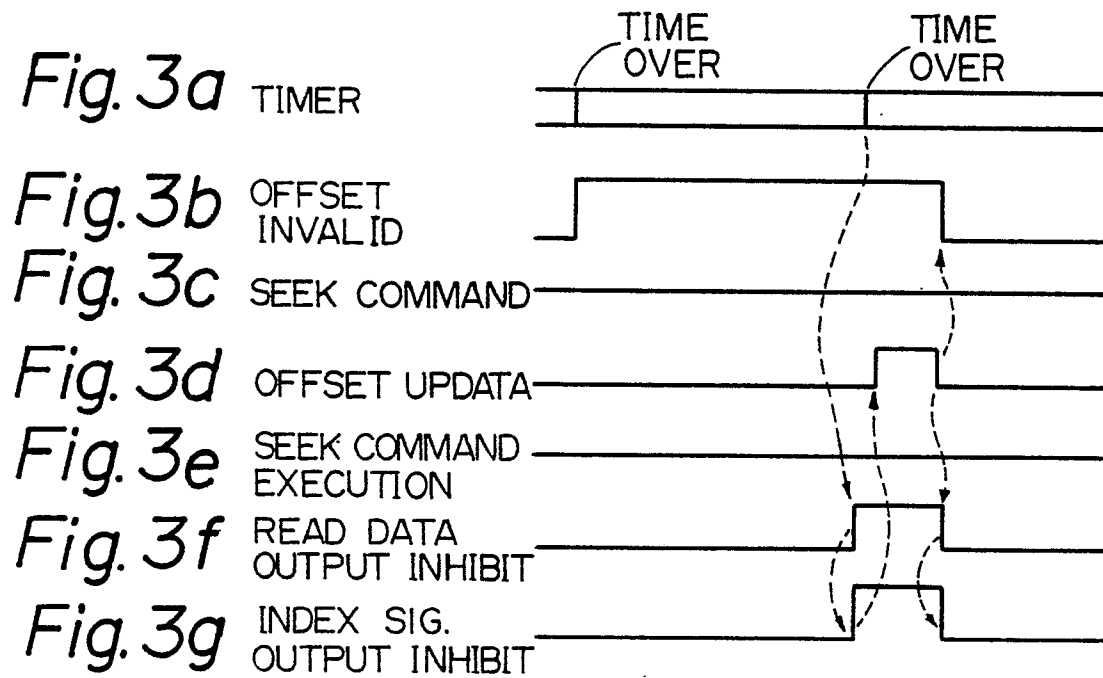 TIME
OVER
TIME
OVER
Fig. 3a TIMER
Fig. 3b OFFSET
INVALID
Fig. 3c SEEK COMMAND
Fig. 3d OFFSET UPDATA
Fig. 3e SEEK COMMAND
EXECUTION
Fig. 3f READ DATA
OUTPUT INHIBIT
Fig. 3g INDEX SIG.
OUTPUT INHIBIT